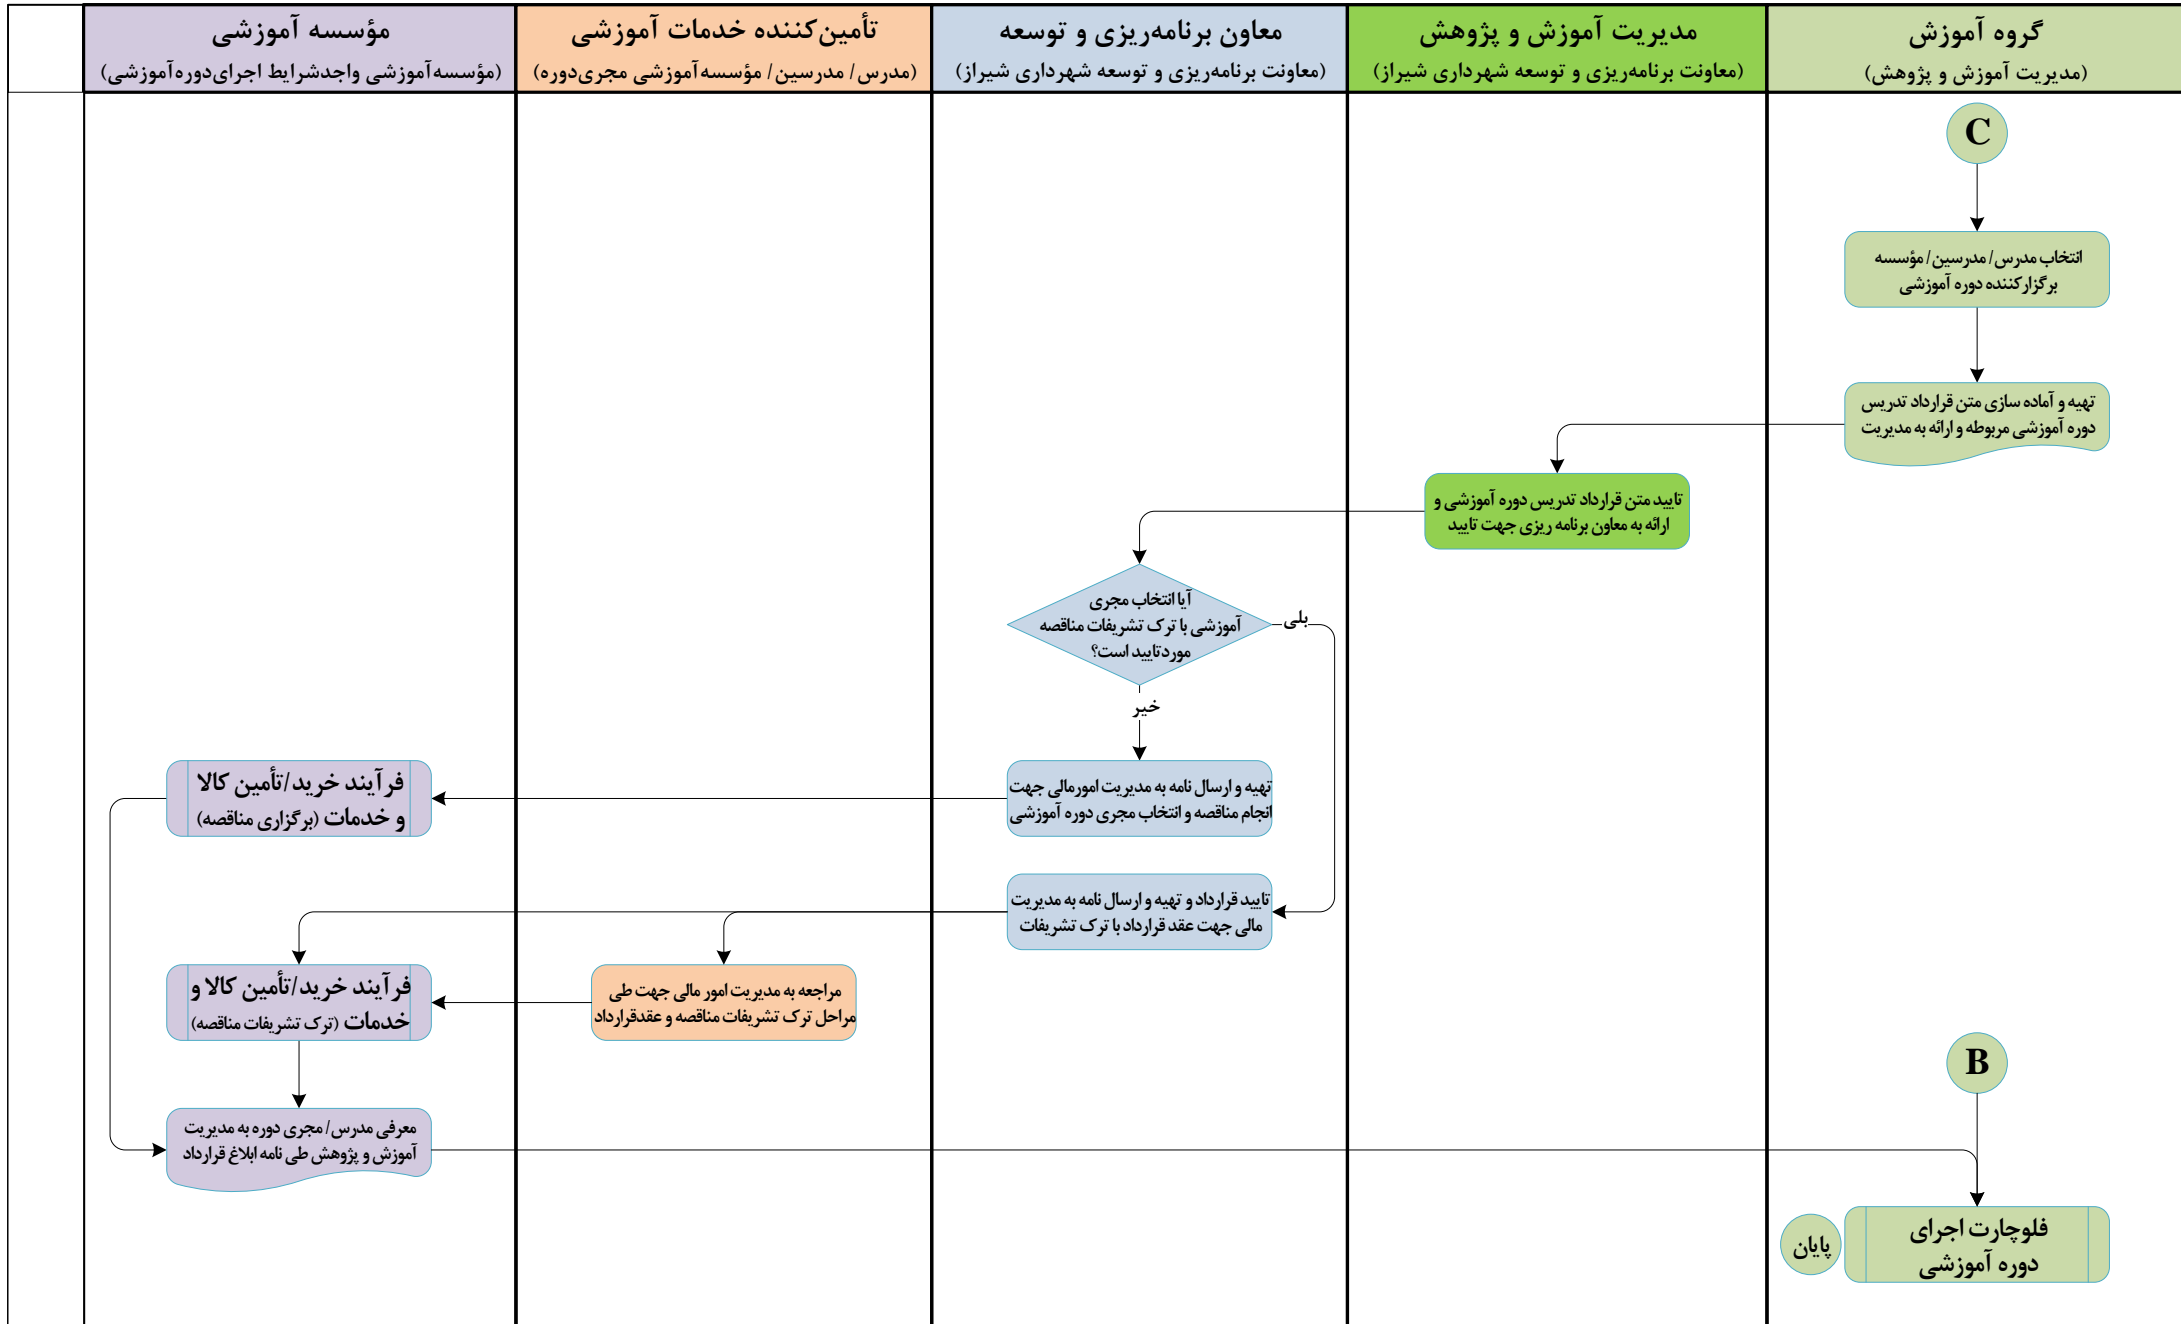 گروه آموزش
(مدیریت آموزش و پژوهش)
مدیریت آموزش و پژوهش
(معاونت برنامه‌ریزی و توسعه شهرداری شیراز)
معاون برنامه‌ریزی و توسعه
(معاونت برنامه‌ریزی و توسعه شهرداری شیراز)
تأمین‌کننده خدمات آموزشی
(مدرس/ مدرسین/ مؤسسه آموزشی مجری‌دوره)
مؤسسه آموزشی
(مؤسسه‌آموزشی واجدشرایط اجرای‌دوره‌آموزشی)
C
انتخاب مدرس/ مدرسین/ مؤسسه
برگزارکننده دوره آموزشی
تهیه و آماده سازی متن قرارداد تدریس
دوره آموزشی مربوطه و ارائه به مدیریت
تایید متن قرارداد تدریس دوره آموزشی و
ارائه به معاون برنامه ریزی جهت تایید
آیا انتخاب مجری
آموزشی با ترک تشریفات مناقصه
موردتایید است؟
بلی
خیر
تهیه و ارسال نامه به مدیریت امورمالی جهت
انجام مناقصه و انتخاب مجری دوره آموزشی
فرآیند خرید/تأمین کالا
و خدمات (برگزاری مناقصه)
تایید قرارداد و تهیه و ارسال نامه به مدیریت
مالی جهت عقد قرارداد با ترک تشریفات
مراجعه به مدیریت امور مالی جهت طی
مراحل ترک تشریفات مناقصه و عقدقرارداد
فرآیند خرید/تأمین کالا و
خدمات (ترک تشریفات مناقصه)
معرفی مدرس/ مجری دوره به مدیریت
آموزش و پژوهش طی نامه ابلاغ قرارداد
B
فلوچارت اجرای
دوره آموزشی
پایان